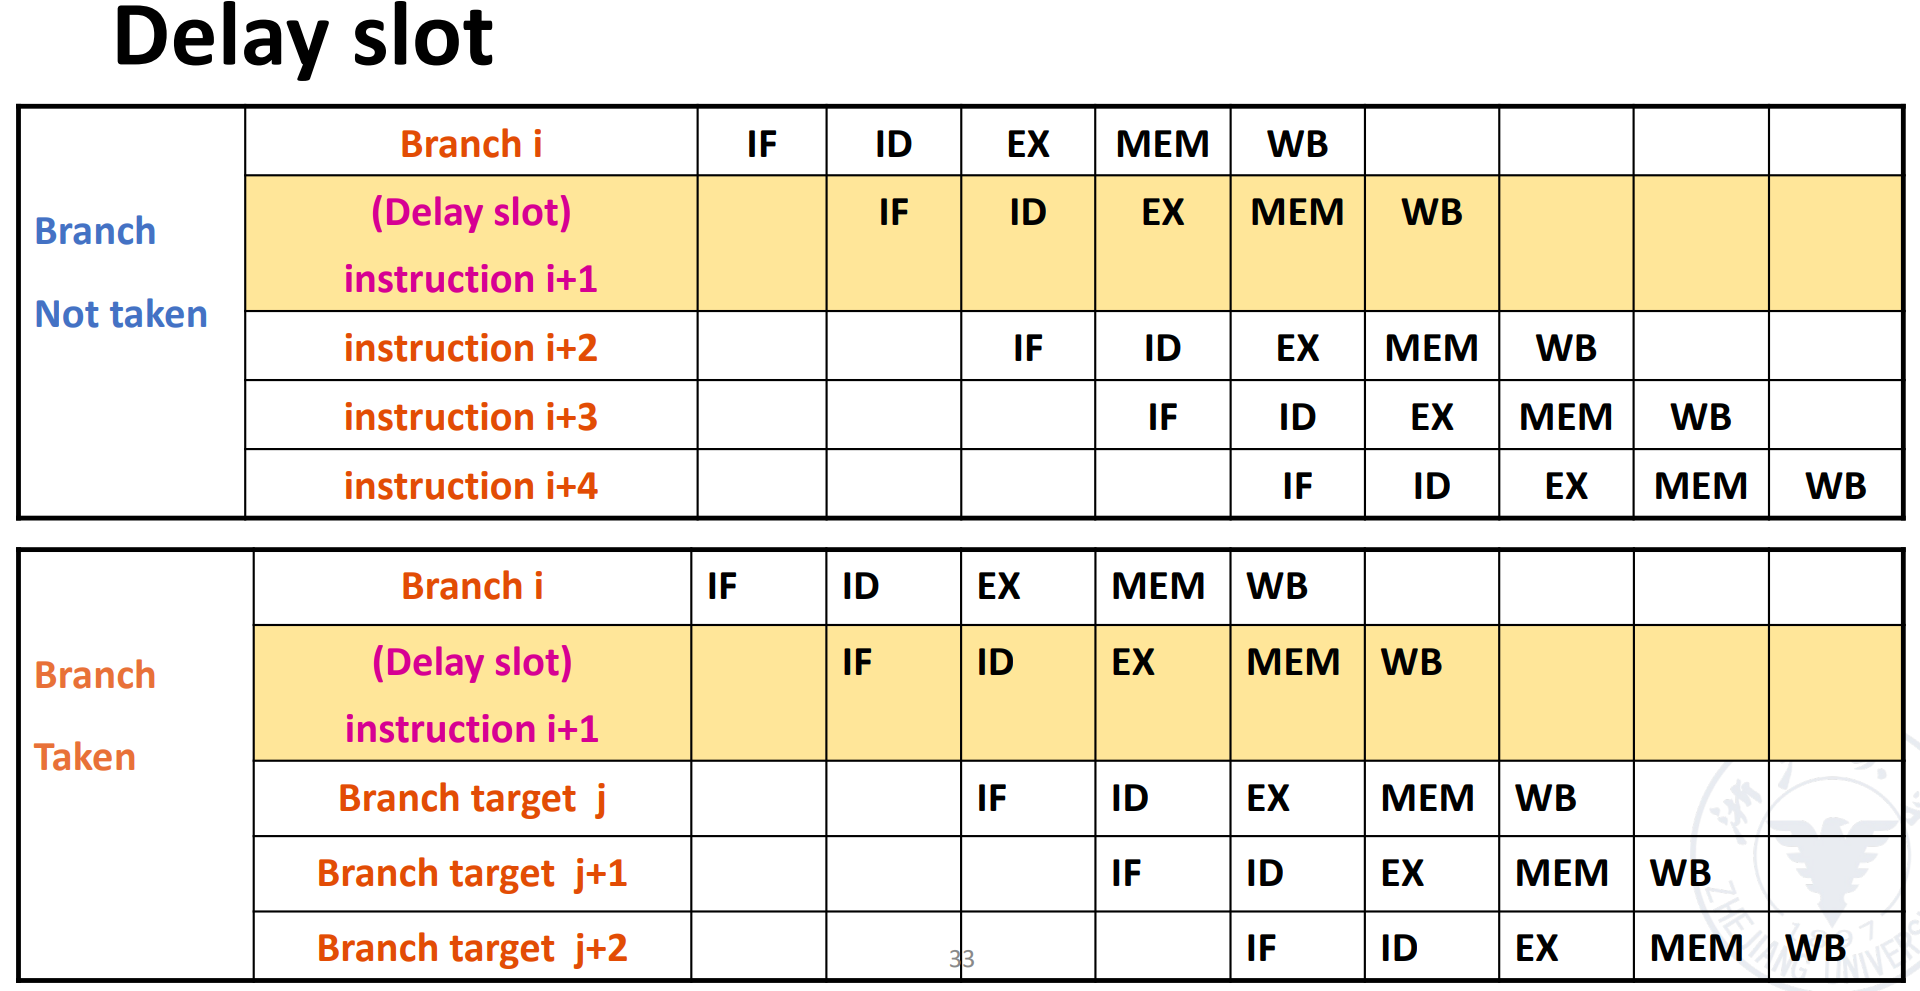 Delay slot
Branch
Not taken
Branch i IF ID EX MEM WB
(Delay slot) IF ID EX MEM WB
instruction i+1
instruction i+2 IF ID EX MEM WB
instruction i+3 IF ID EX MEM WB
instruction i+4 IF ID EX MEM WB
Branch
Taken
Branch i IF ID EX MEM WB
(Delay slot) IF ID EX MEM WB
instruction i+1
Branch target j IF ID EX MEM WB
Branch target j+1 IF ID EX MEM WB
Branch target j+2 IF ID EX MEM WB
33